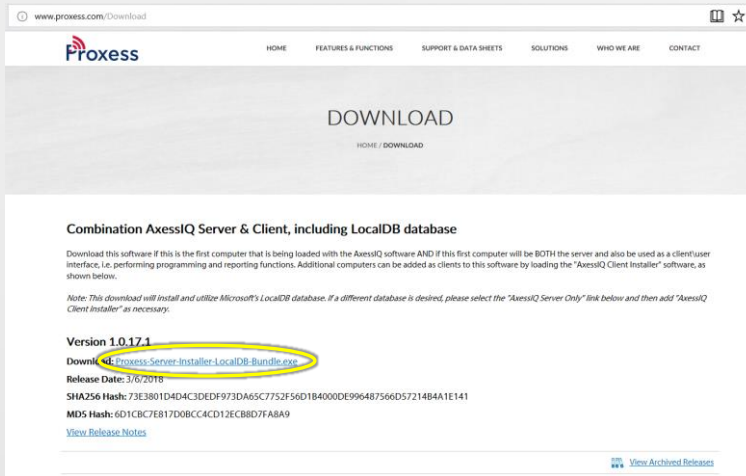 www.proxess.com/Download
Proxess
HOME FEATURES & FUNCTIONS SUPPORT & DATA SHEETS SOLUTIONS WHO WE ARE CONTACT
DOWNLOAD
HOME / DOWNLOAD
Combination AxessIQ Server & Client, including LocalDB database
Download this software if this is the first computer that is being loaded with the AxessIQ software AND if this first computer will be BOTH the server and also be used as a client\user
interface, i.e. performing programming and reporting functions. Additional computers can be added as clients to this software by loading the "AxessIQ Client Installer" software, as
shown below.
Note: This download will install and utilize Microsoft's LocalDB database. If a different database is desired, please select the "AxessIQ Server Only" link below and then add "AxessIQ
Client Installer" as necessary.
Version 1.0.17.1
Download: Proxess-Server-Installer-LocalDB-Bundle.exe
Release Date: 3/6/2018
SHA256 Hash: 73E3801D4D4C3DEDF973DA65C7752F56D1B4000DE996487566D57214B4A1E141
MD5 Hash: 6D1CBC7E817D0BCC4CD12ECB8D7FA8A9
View Release Notes
View Archived Releases